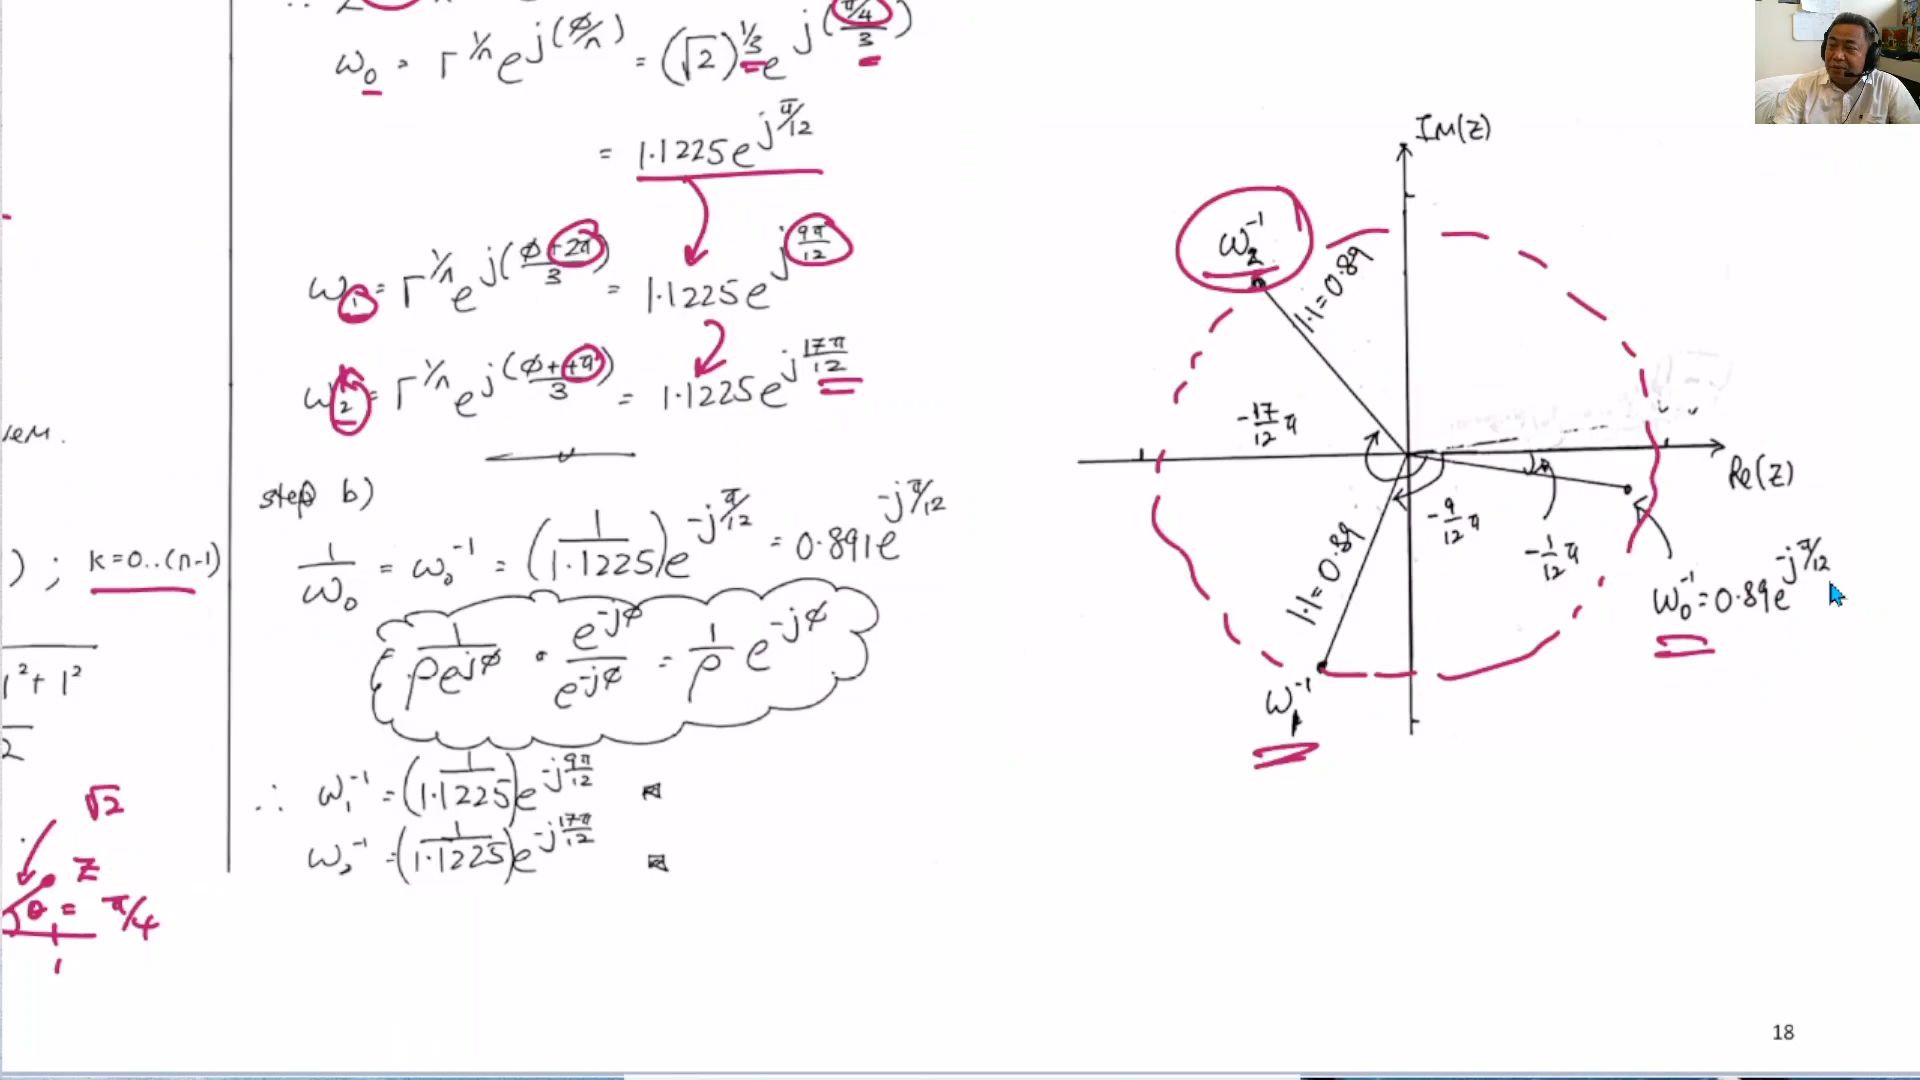 ω₀ = r^(1/n) e^j(φ/n) = (√2)^(1/3) e^j(π/4 / 3)
= 1.1225 e^jπ/12
ω₁ = r^(1/n) e^j(φ+2π / 3) = 1.1225 e^j9π/12
ω₂ = r^(1/n) e^j(φ+4π / 3) = 1.1225 e^j17π/12
) ; k=0..(n-1)
1² + 1²
2
√2
Z
θ = π/4
1
step b)
1/ω₀ = ω₀⁻¹ = (1/1.1225) e^-jπ/12 = 0.891 e^-jπ/12
1/ρe^jφ · e^-jφ/e^-jφ = 1/ρ e^-jφ
∴ ω₁⁻¹ = (1/1.1225) e^-j9π/12
ω₂⁻¹ = (1/1.1225) e^-j17π/12
IM(Z)
ω₂⁻¹
|·|=0.89
-17/12 π
Re(Z)
-9/12 π
-1/12 π
|·|=0.89
ω₀⁻¹ = 0.89 e^-jπ/12
ω₁⁻¹
18